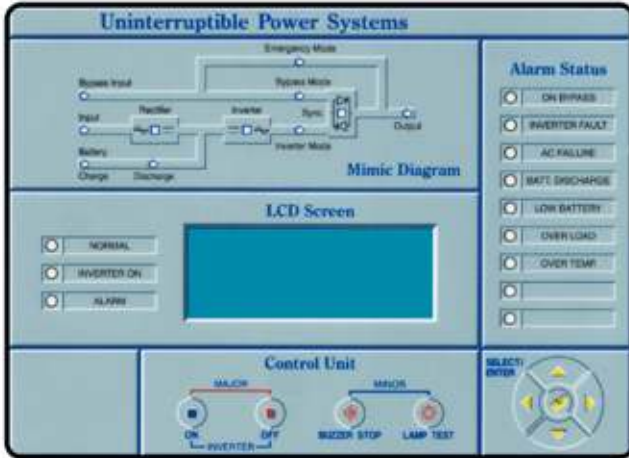 Uninterruptible Power Systems
Emergency Mode
Bypass Input
Bypass Mode
Rectifier
Inverter
Input
Sync
Output
Battery
Inverter Mode
Charge
Discharge
Mimic Diagram
Alarm Status
ON BYPASS
INVERTER FAULT
AC FAILURE
BATT. DISCHARGE
LOW BATTERY
OVER LOAD
OVER TEMP.
LCD Screen
NORMAL
INVERTER ON
ALARM
Control Unit
MAJOR
MINOR
ON
OFF
BUZZER STOP
LAMP TEST
INVERTER
SELECT/
ENTER